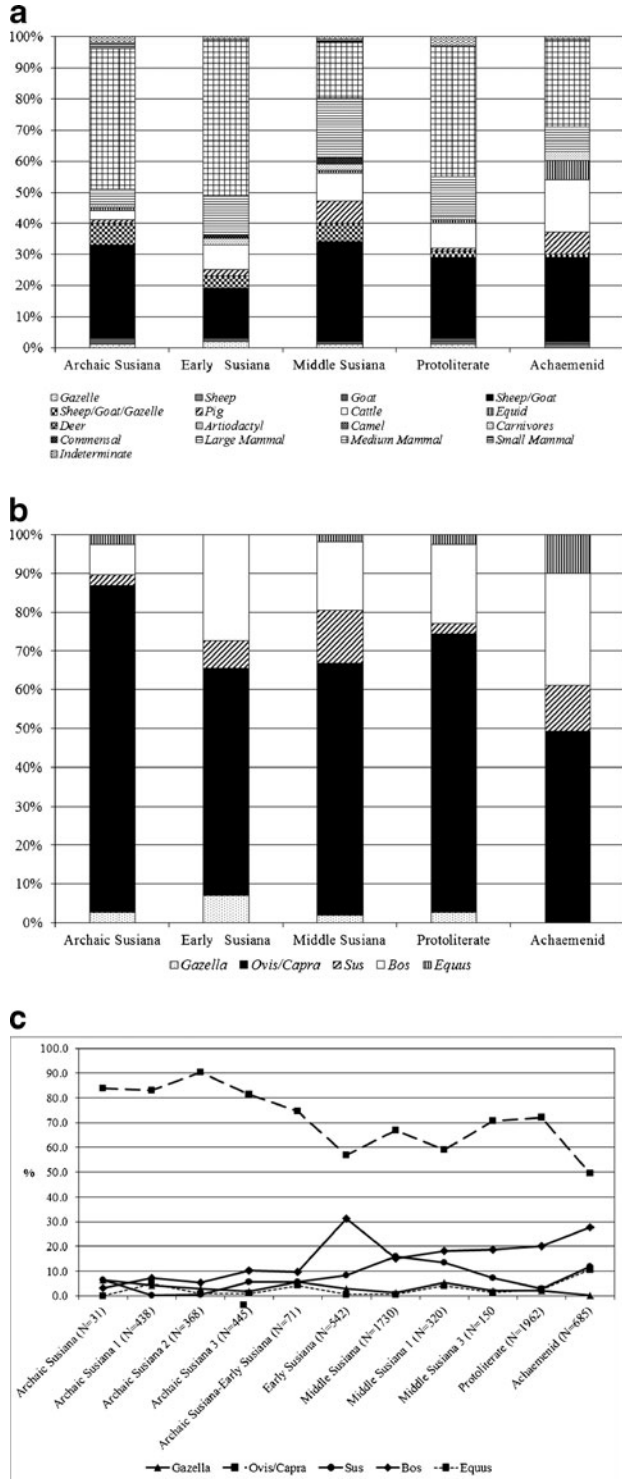 a
100%
90%
80%
70%
60%
50%
40%
30%
20%
10%
0%
Archaic Susiana Early Susiana Middle Susiana Protoliterate Achaemenid
Gazelle Sheep Goat Sheep/Goat
Sheep/Goat/Gazelle Pig Cattle Equid
Deer Artiodactyl Camel Carnivores
Commensal Large Mammal Medium Mammal Small Mammal
Indeterminate
b
100%
90%
80%
70%
60%
50%
40%
30%
20%
10%
0%
Archaic Susiana Early Susiana Middle Susiana Protoliterate Achaemenid
Gazella Ovis/Capra Sus Bos Equus
c
100.0
90.0
80.0
70.0
60.0
%
50.0
40.0
30.0
20.0
10.0
0.0
Archaic Susiana (N=31)
Archaic Susiana 1 (N=438)
Archaic Susiana 2 (N=368)
Archaic Susiana 3 (N=445)
Archaic Susiana-Early Susiana (N=71)
Early Susiana (N=542)
Middle Susiana (N=1730)
Middle Susiana 1 (N=320)
Middle Susiana 3 (N=150
Protoliterate (N=1962)
Achaemenid (N=685)
Gazella Ovis/Capra Sus Bos Equus